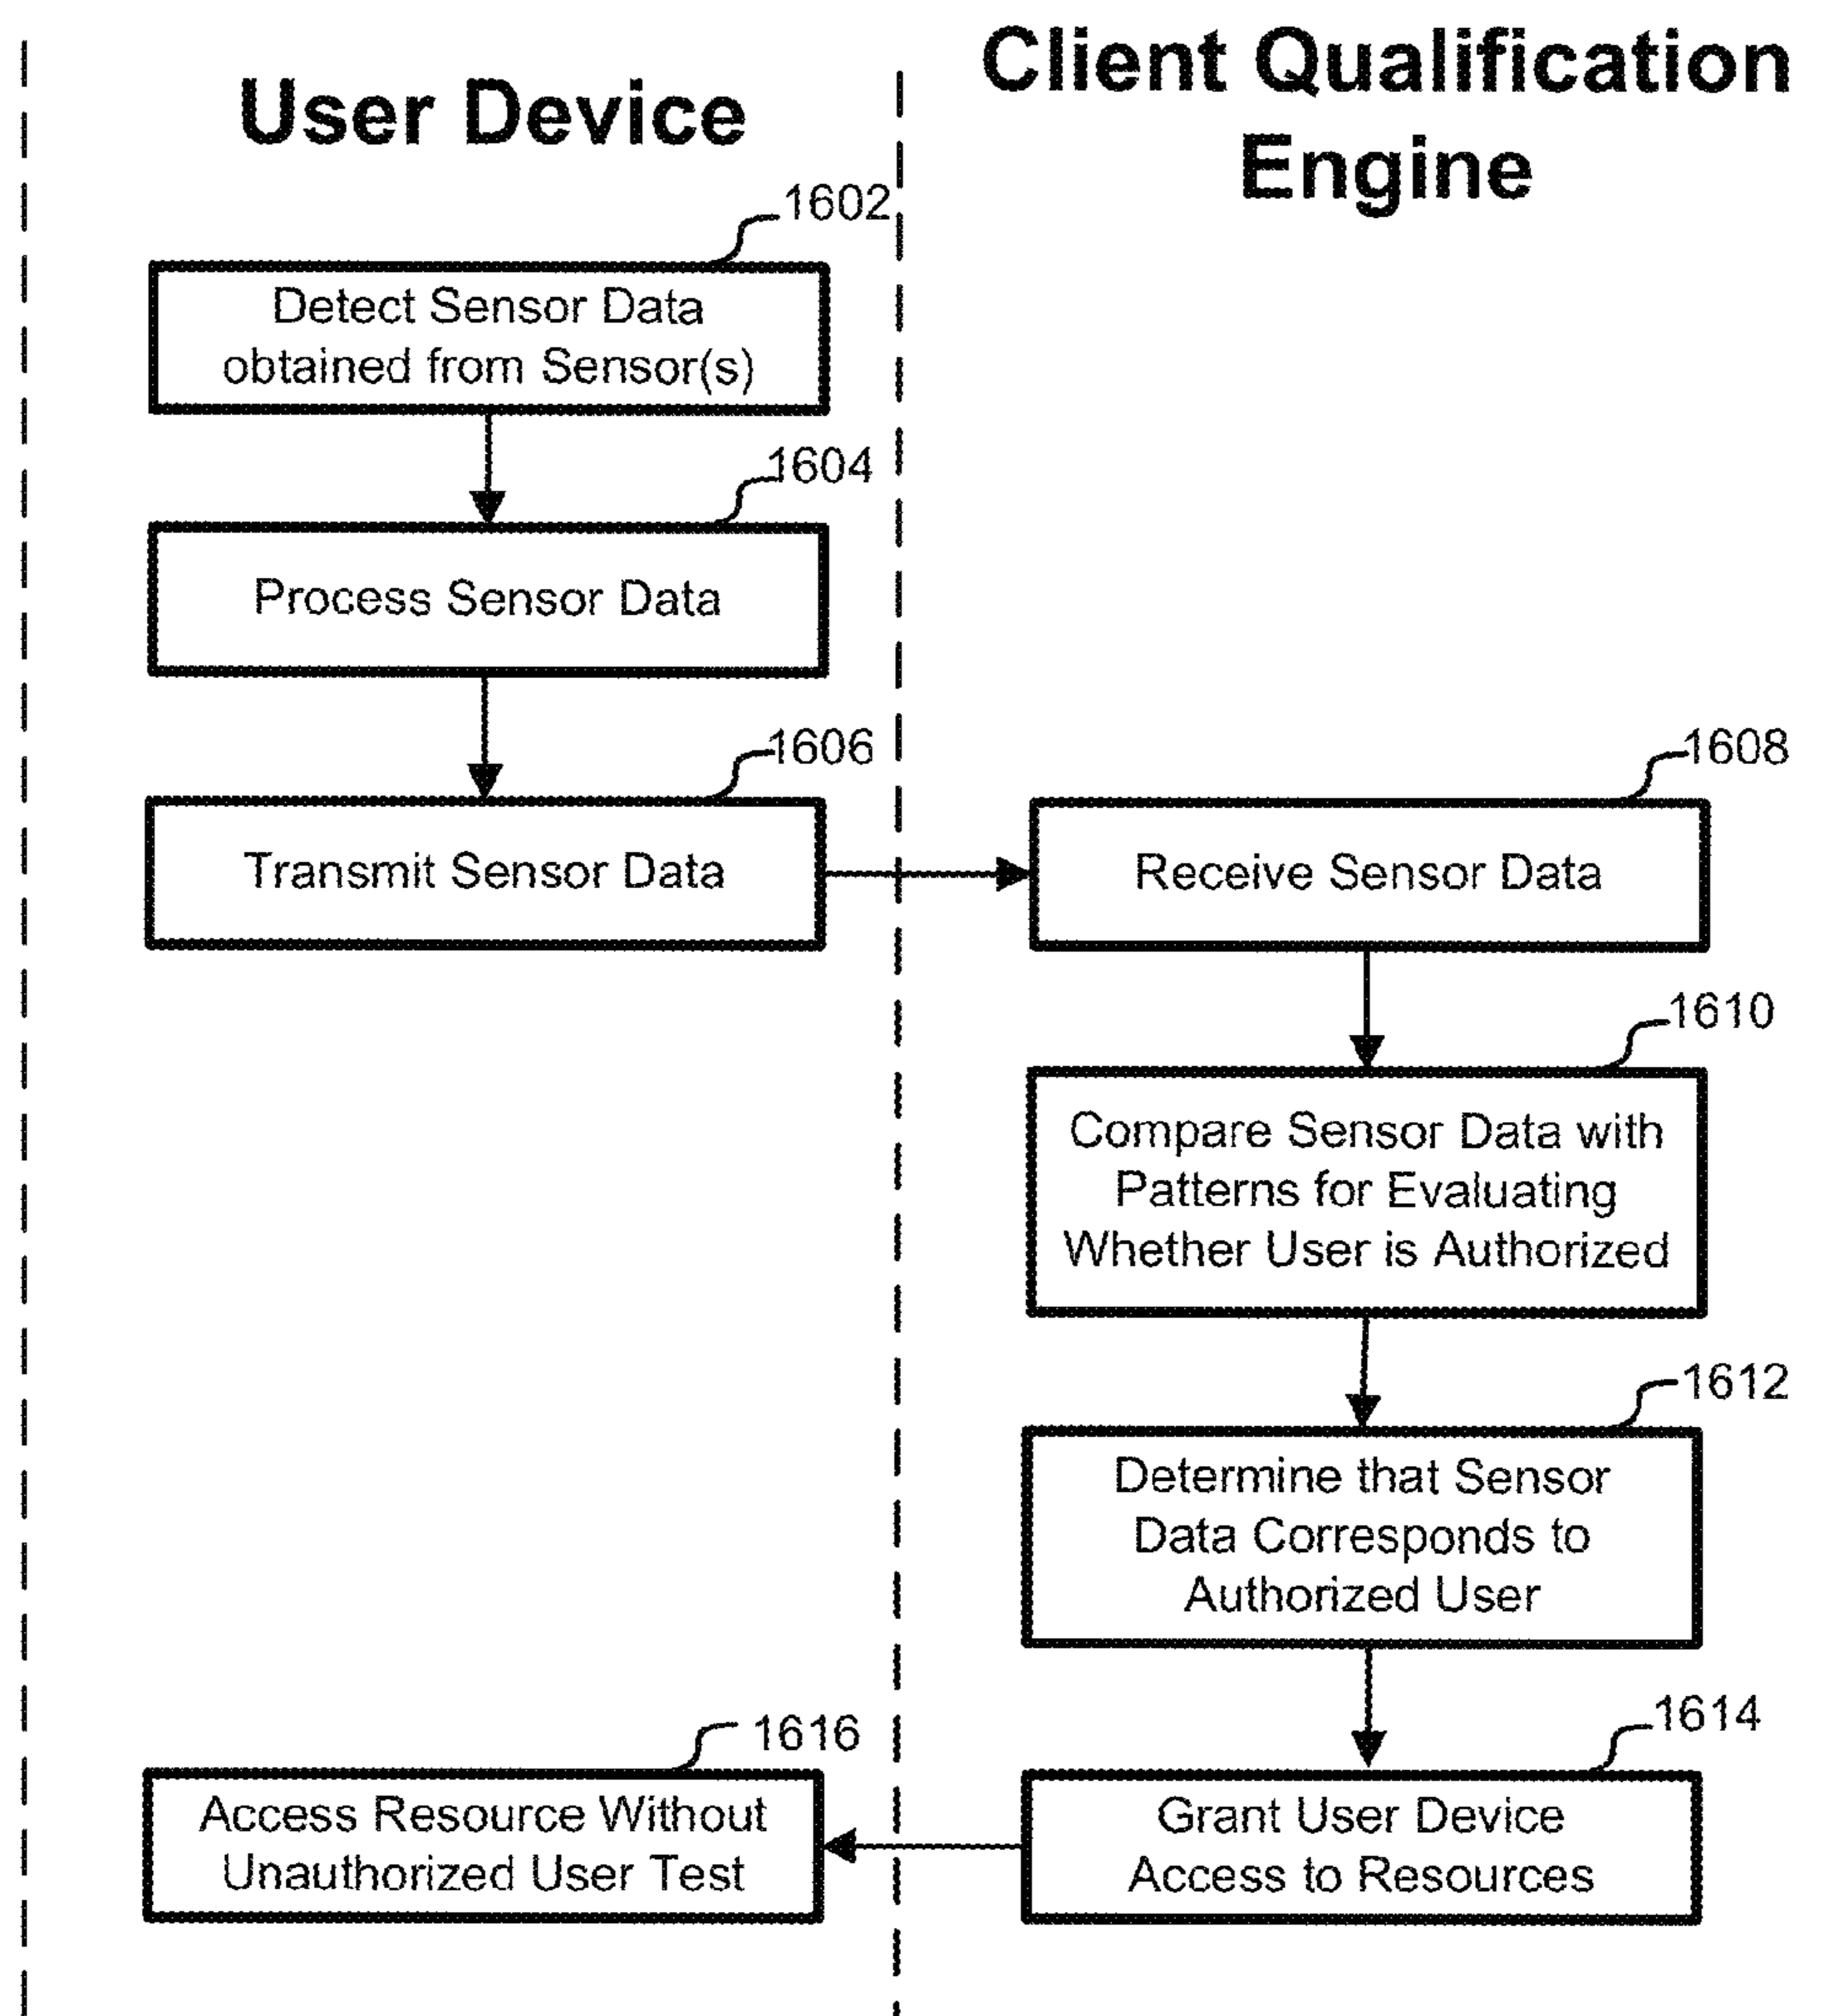 User Device
Client Qualification
Engine
1602
Detect Sensor Data
obtained from Sensor(s)
1604
Process Sensor Data
1606
Transmit Sensor Data
1608
Receive Sensor Data
1610
Compare Sensor Data with
Patterns for Evaluating
Whether User is Authorized
1612
Determine that Sensor
Data Corresponds to
Authorized User
1614
Grant User Device
Access to Resources
1616
Access Resource Without
Unauthorized User Test